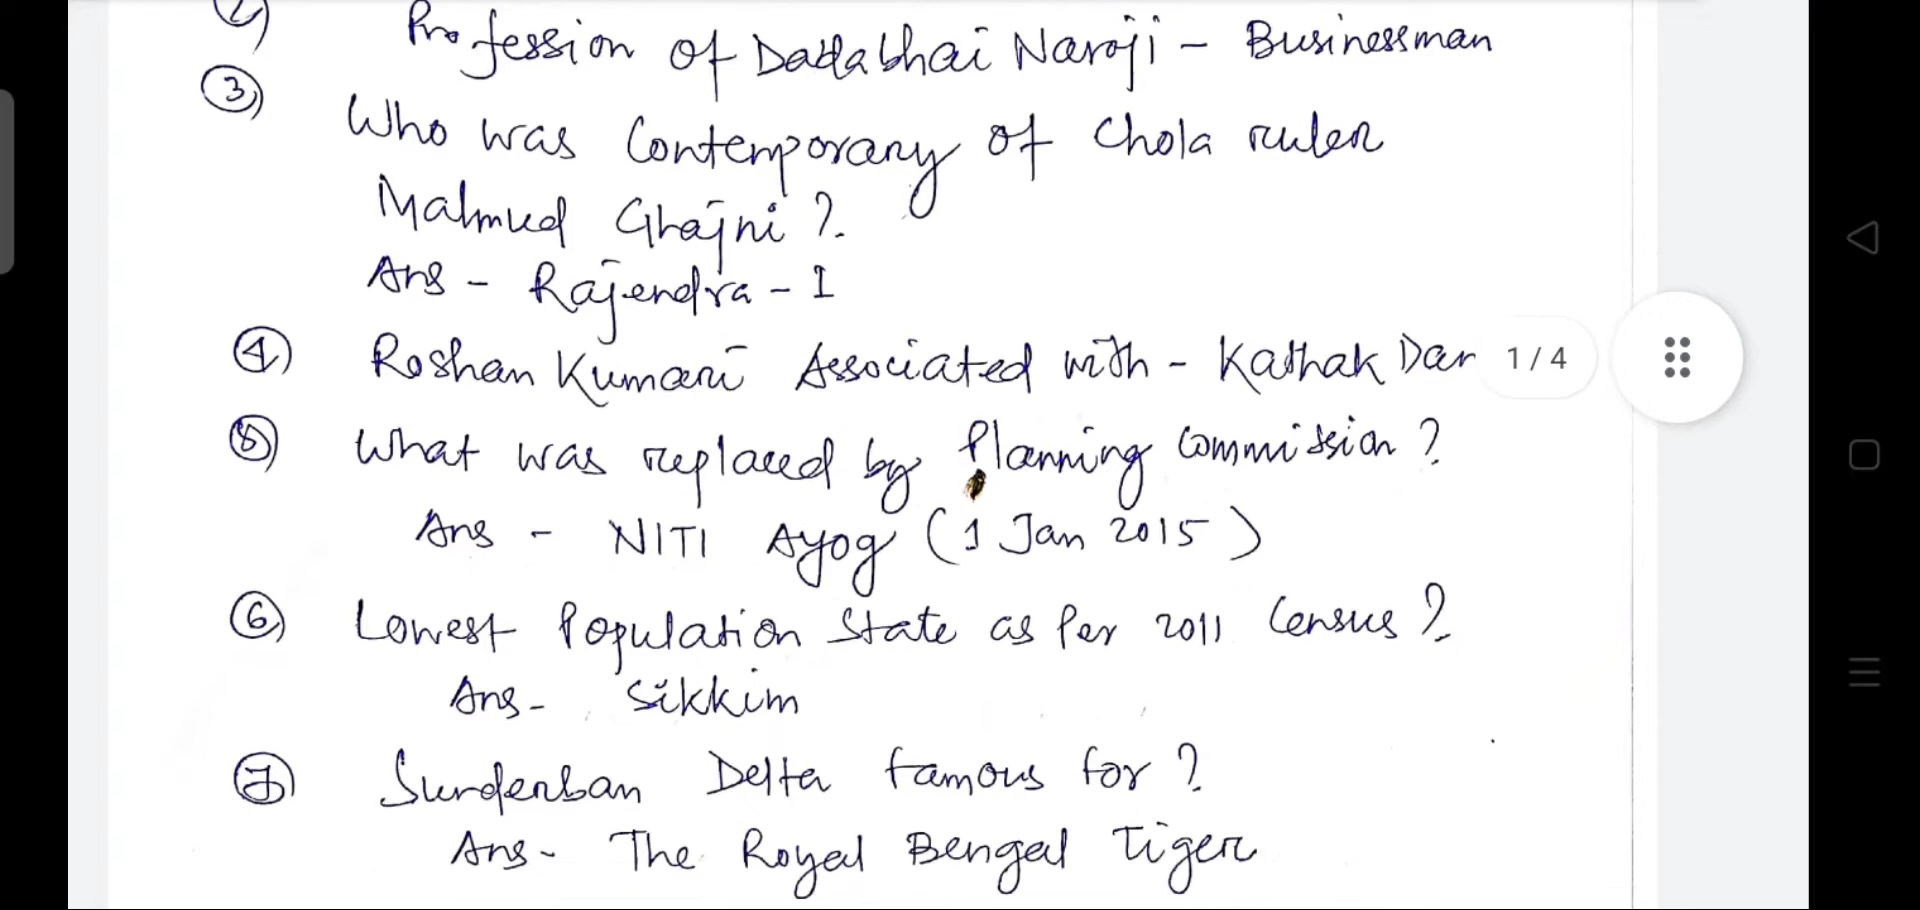 2)
Profession of Dadabhai Naroji - Businessman
3) Who was Contemporary of Chola ruler
Mahmud Ghajni ?
Ans - Rajendra - I
4) Roshan Kumari Associated with - Kathak Dan
1 / 4
5) What was replaced by Planning Commission ?
Ans - NITI Ayog (1 Jan 2015)
6) Lowest Population State as Per 2011 Census ?
Ans - Sikkim
7) Sunderban Delta famous for ?
Ans - The Royal Bengal Tiger